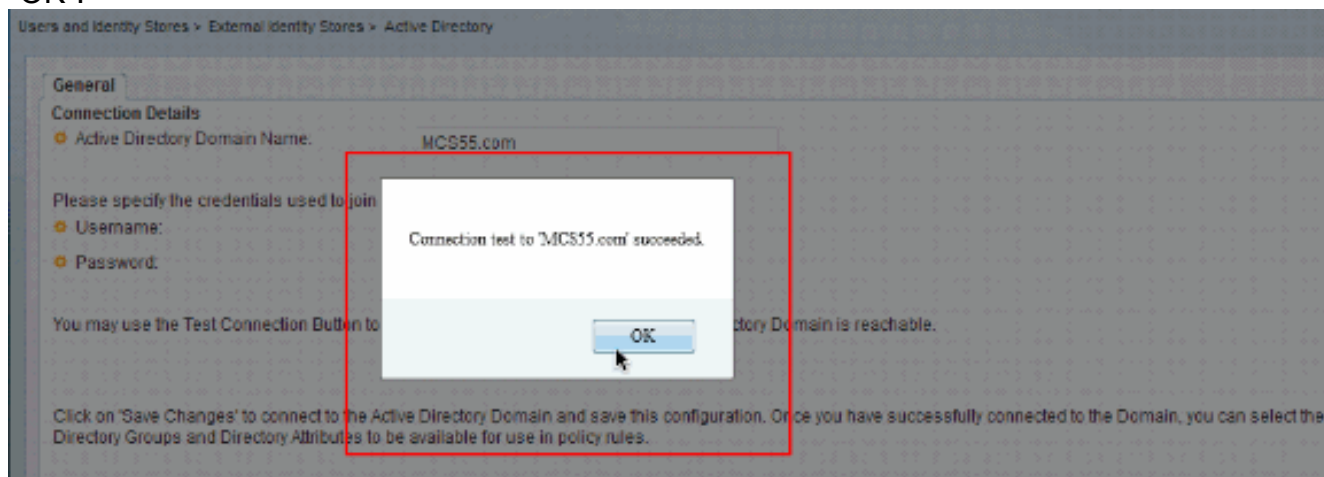 OK .
Users and Identity Stores > External Identity Stores > Active Directory
General
Connection Details
Active Directory Domain Name: MCS55.com
Please specify the credentials used to join
Username:
Connection test to 'MCS55.com' succeeded.
Password:
You may use the Test Connection Button to ctory Domain is reachable.
OK
Click on 'Save Changes' to connect to the Active Directory Domain and save this configuration. Once you have successfully connected to the Domain, you can select the
Directory Groups and Directory Attributes to be available for use in policy rules.